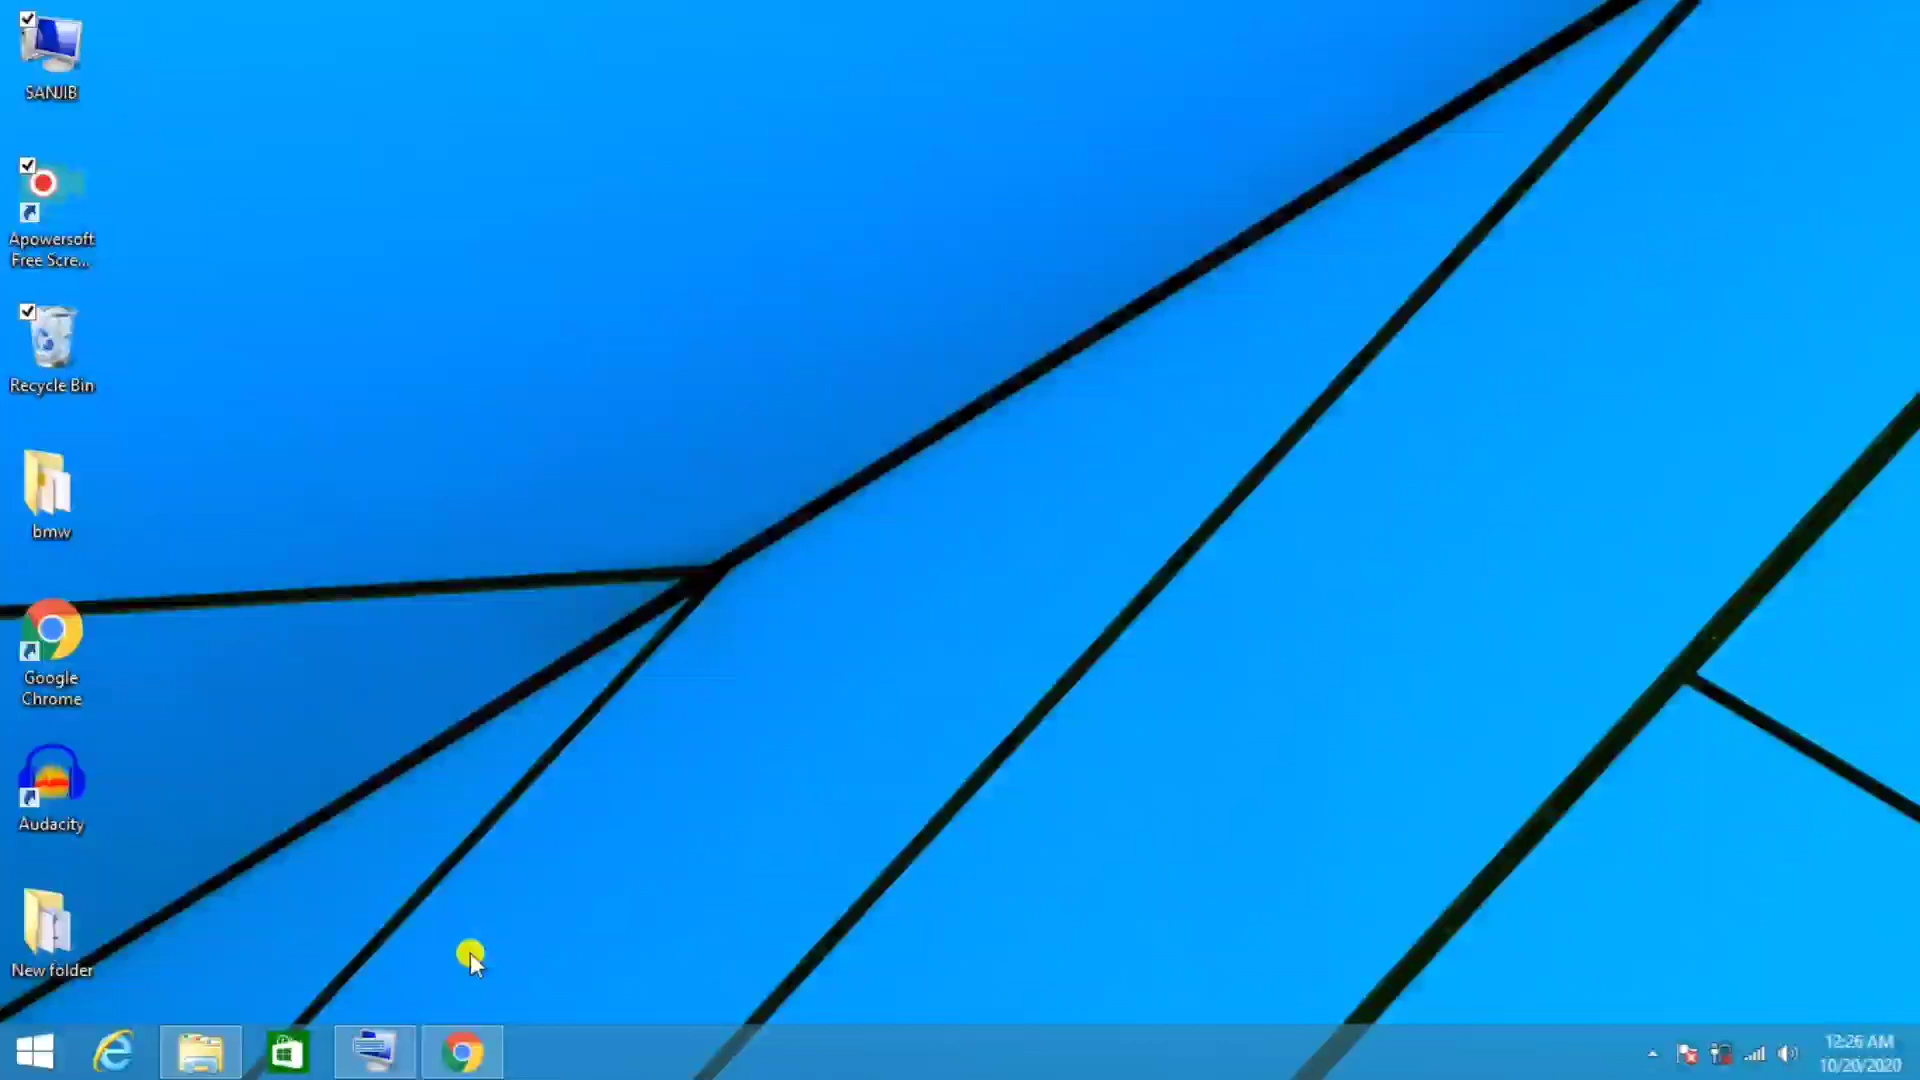 SANJIB
Apowersoft
Free Scre...
Recycle Bin
bmw
Google
Chrome
Audacity
New folder
12:26 AM
10/20/2020